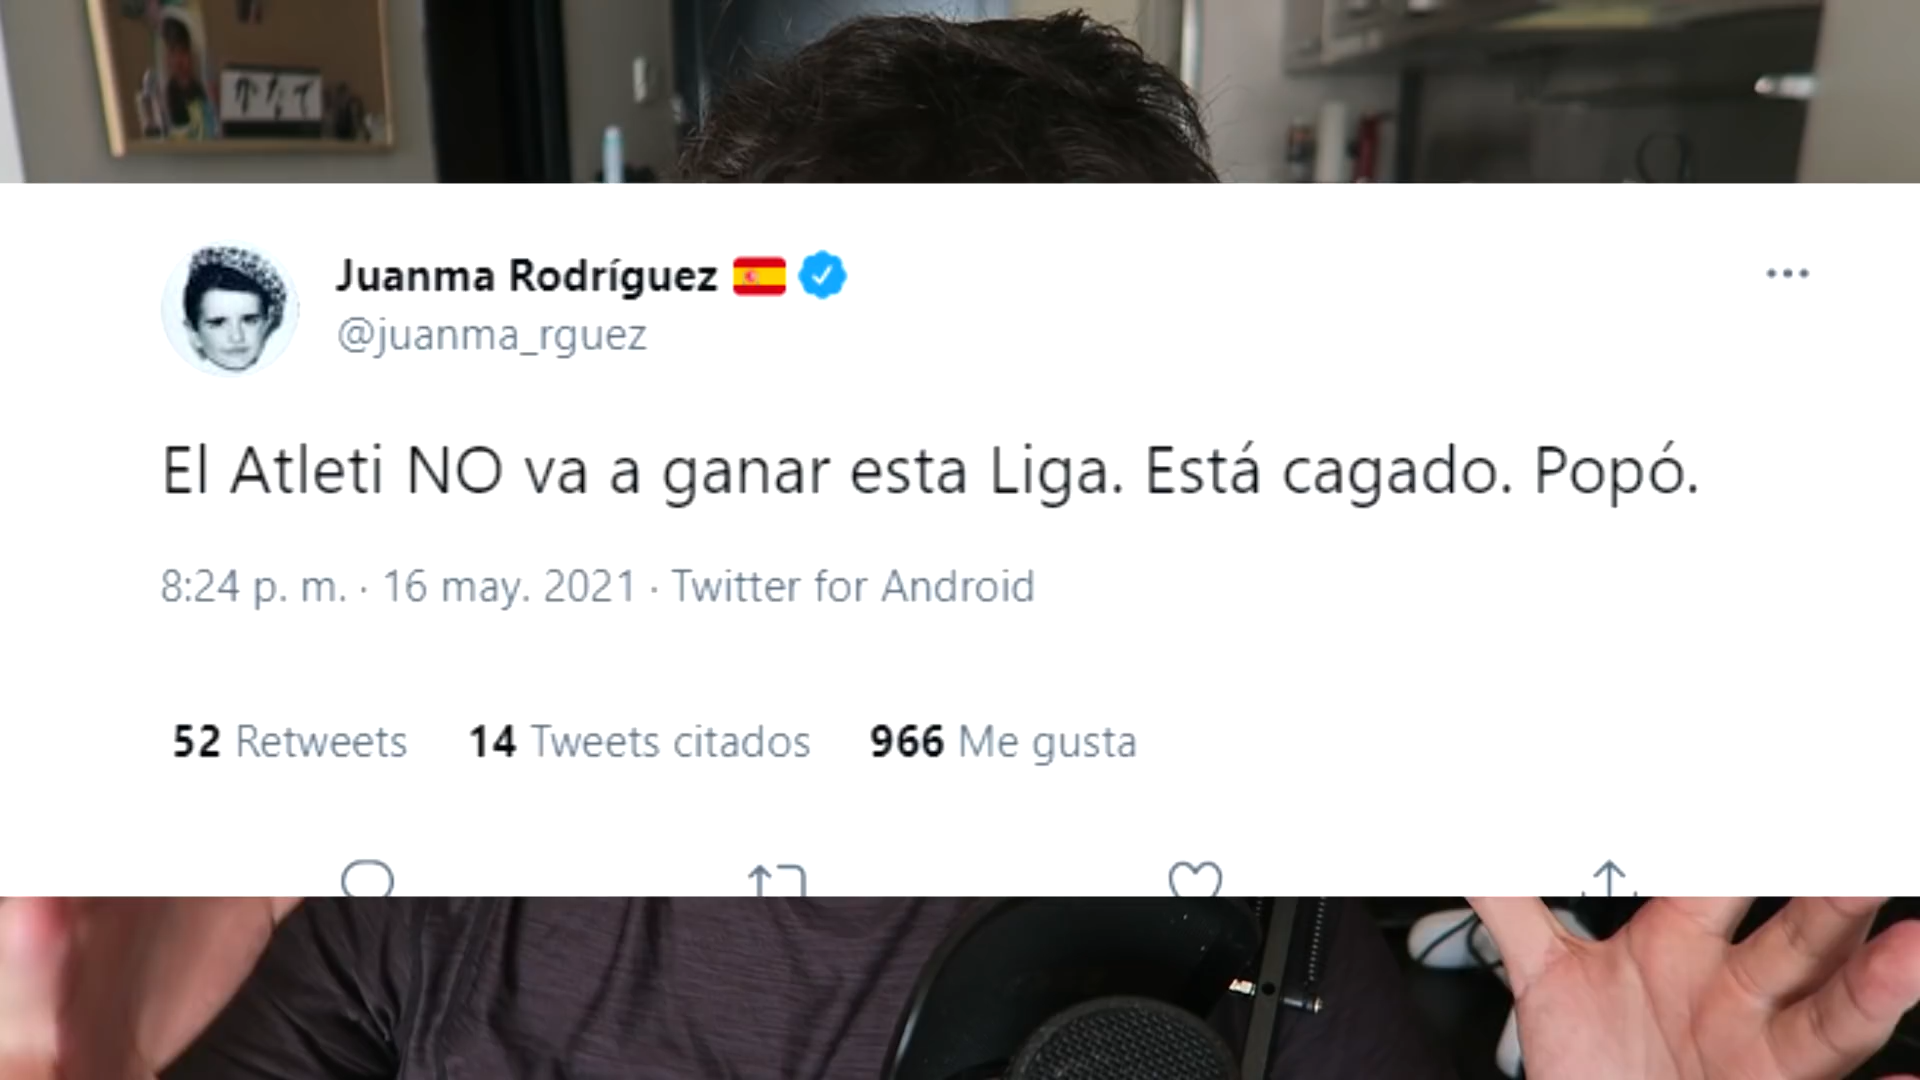 Juanma Rodríguez
@juanma_rguez
El Atleti NO va a ganar esta Liga. Está cagado. Popó.
8:24 p. m. · 16 may. 2021 · Twitter for Android
52 Retweets 14 Tweets citados 966 Me gusta